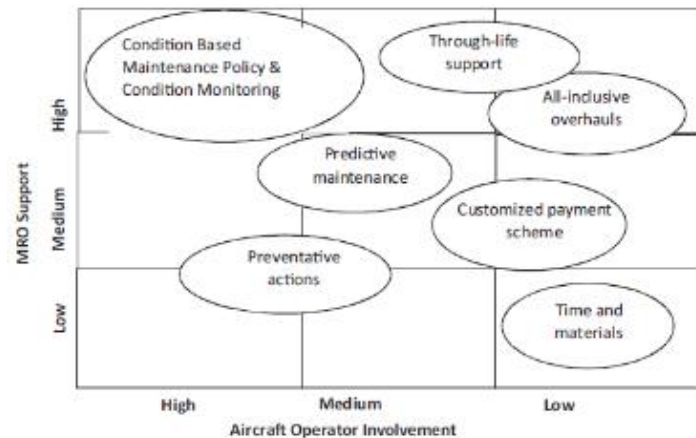 Condition Based
Maintenance Policy &
Condition Monitoring
Through-life
support
All-inclusive
overhauls
Predictive
maintenance
Customized payment
scheme
Preventative
actions
Time and
materials
MRO Support
High
Medium
Low
High
Medium
Low
Aircraft Operator Involvement